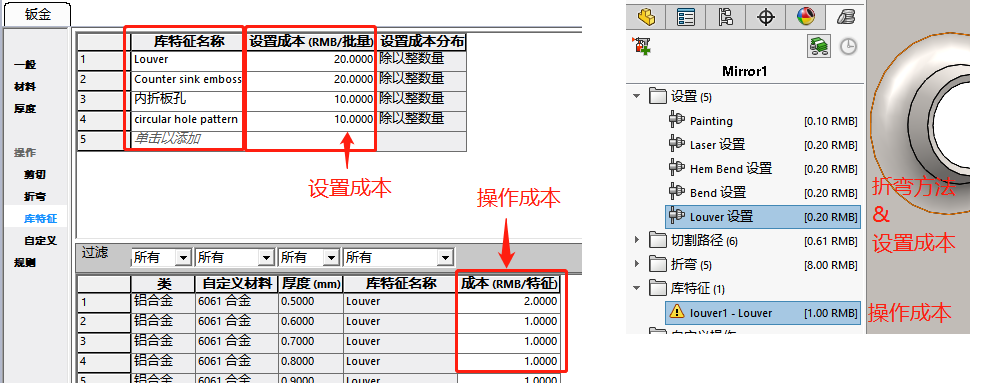 钣金
一般
材料
厚度
操作
剪切
折弯
库特征
自定义
规则
库特征名称 设置成本 (RMB/批量) 设置成本分布
1 Louver 20.0000 除以整数量
2 Counter sink emboss 20.0000 除以整数量
3 内折板孔 10.0000 除以整数量
4 circular hole pattern 10.0000 除以整数量
5 单击以添加
设置成本
操作成本
过滤 所有 所有 所有 所有
类 自定义材料 厚度 (mm) 库特征名称 成本 (RMB/特征)
1 铝合金 6061 合金 0.5000 Louver 2.0000
2 铝合金 6061 合金 0.6000 Louver 1.0000
3 铝合金 6061 合金 0.7000 Louver 1.0000
4 铝合金 6061 合金 0.8000 Louver 1.0000
5 铝合金 6061 合金 0.9000 Louver 1.0000
Mirror1
设置 (5)
Painting [0.10 RMB]
Laser 设置 [0.20 RMB]
Hem Bend 设置 [0.20 RMB]
Bend 设置 [0.20 RMB]
Louver 设置 [0.20 RMB]
切割路径 (6) [0.61 RMB]
折弯 (5) [8.00 RMB]
库特征 (1)
louver1 - Louver [1.00 RMB]
自定义操作
折弯方法
&
设置成本
操作成本